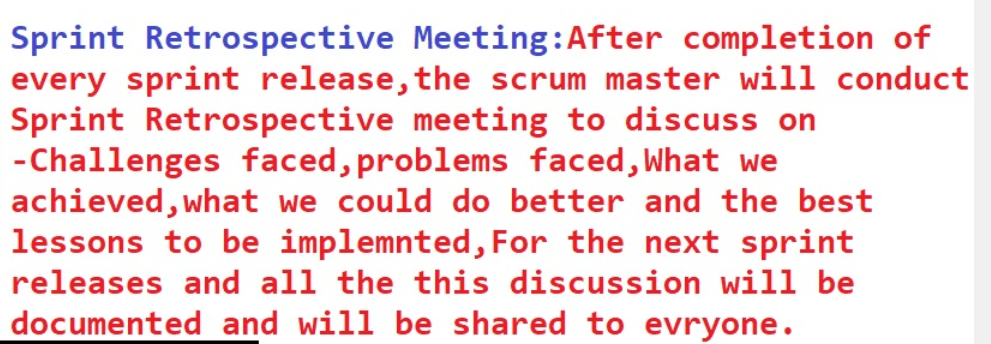 Sprint Retrospective Meeting:After completion of
every sprint release,the scrum master will conduct
Sprint Retrospective meeting to discuss on
-Challenges faced,problems faced,What we
achieved,what we could do better and the best
lessons to be implemnted,For the next sprint
releases and all the this discussion will be
documented and will be shared to evryone.